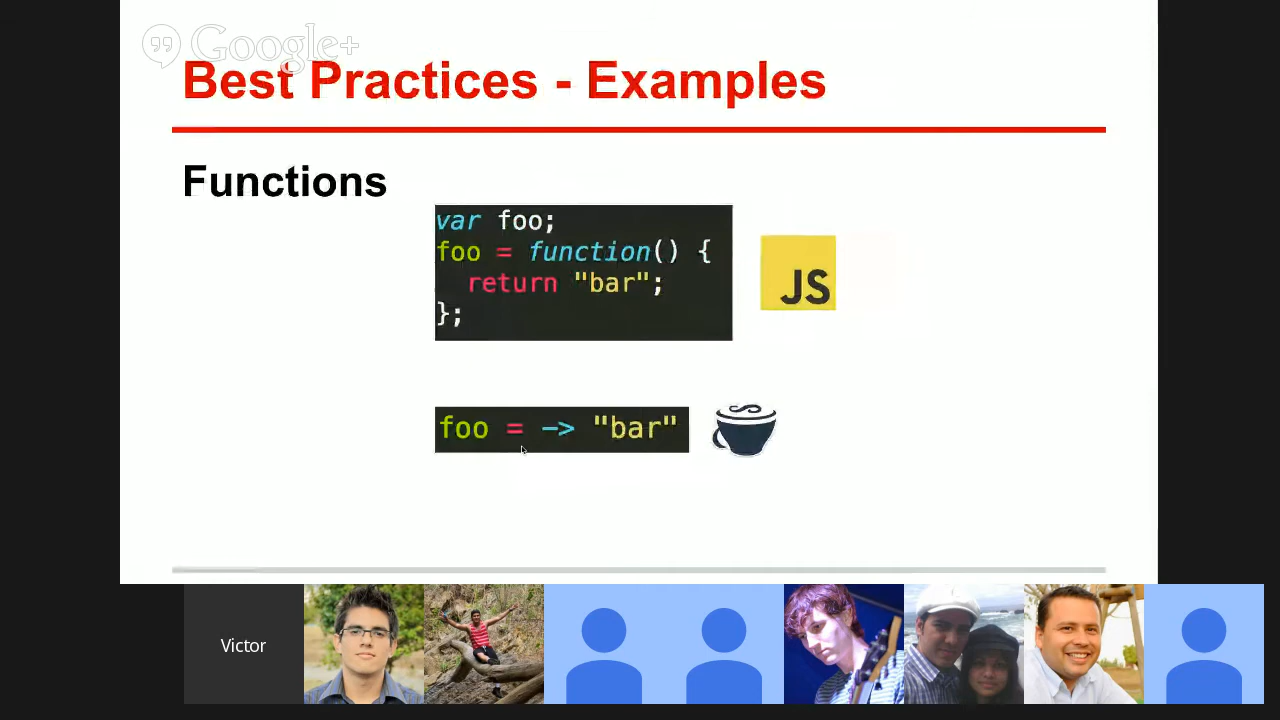 Google+
Best Practices - Examples
Functions
var foo;
foo = function() {
return "bar";
};
JS
foo = -> "bar"
Victor